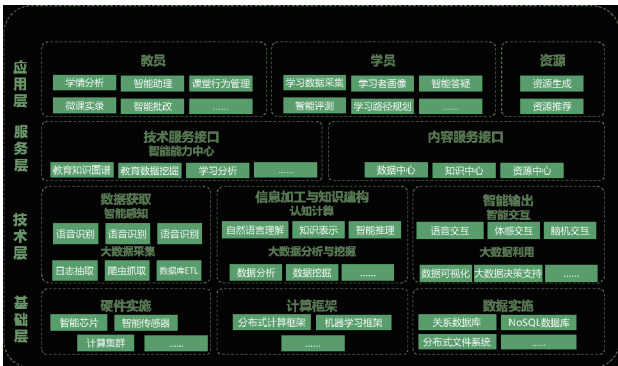 应用层
教员
学情分析 智能助理 课堂行为管理
微课实录 智能批改 ......
学员
学习数据采集 学习者画像 智能答疑
智能评测 学习路径规划 ......
资源
资源生成
资源推荐
服务层
技术服务接口
智能能力中心
教育知识图谱 教育数据挖掘 学习分析 ......
内容服务接口
数据中心 知识中心 资源中心
技术层
数据获取
智能感知
语音识别 语音识别 语音识别
大数据采集
日志抽取 爬虫抓取 数据库ETL
信息加工与知识建构
认知计算
自然语言理解 知识表示 智能推理
大数据分析与挖掘
数据分析 数据挖掘 ......
智能输出
智能交互
语言交互 体感交互 脑机交互
大数据利用
数据可视化 大数据决策支持 ......
基础层
硬件实施
智能芯片 智能传感器
计算集群 ......
计算框架
分布式计算框架 机器学习框架
......
数据实施
关系数据库 NoSQL数据库
分布式文件系统 ......